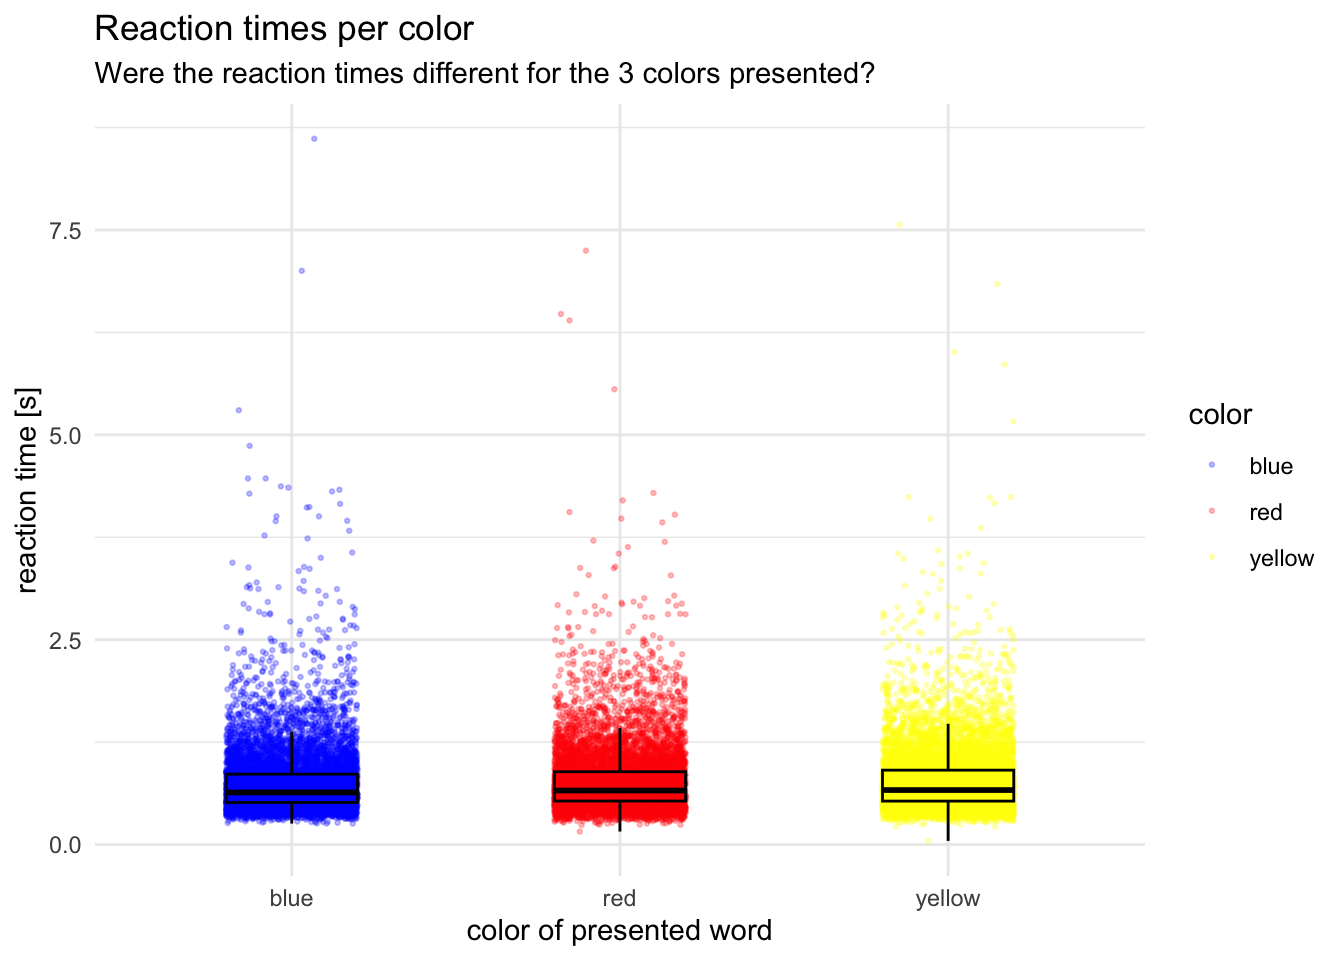 Reaction times per color
Were the reaction times different for the 3 colors presented?
7.5
5.0
2.5
0.0
reaction time [s]
blue
red
yellow
color of presented word
color
blue
red
yellow